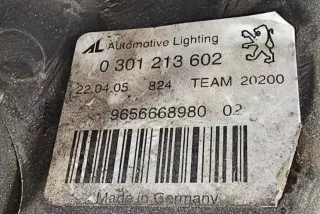 AL Automotive Lighting
0 301 213 602
22.04.05 824 TEAM 20200
9656668980 02
Made in Germany